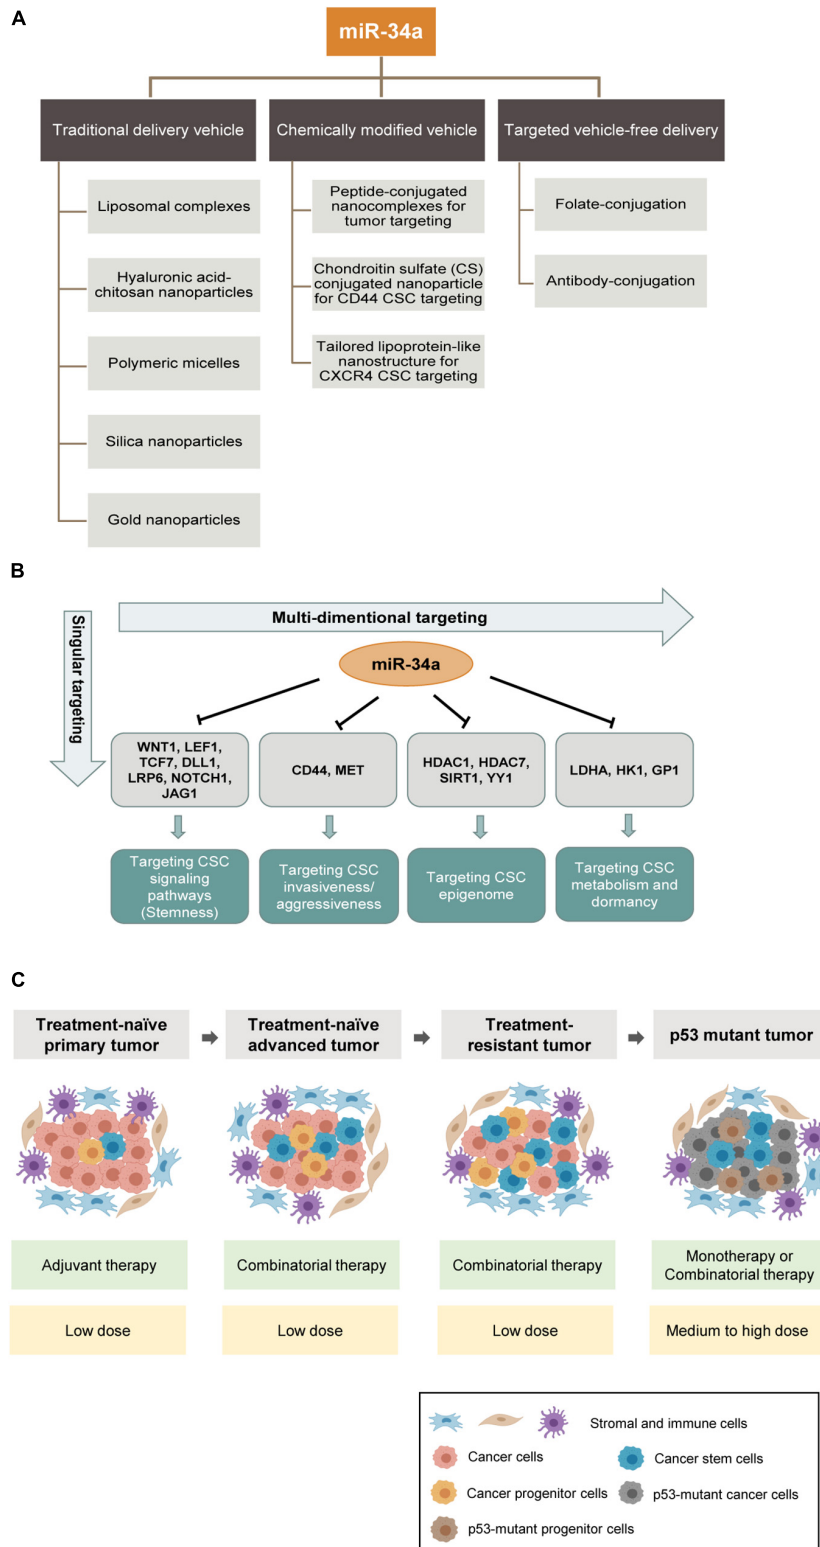 A
miR-34a
Traditional delivery vehicle
Chemically modified vehicle
Targeted vehicle-free delivery
Liposomal complexes
Hyaluronic acid-
chitosan nanoparticles
Polymeric micelles
Silica nanoparticles
Gold nanoparticles
Peptide-conjugated
nanocomplexes for
tumor targeting
Chondroitin sulfate (CS)
conjugated nanoparticle
for CD44 CSC targeting
Tailored lipoprotein-like
nanostructure for
CXCR4 CSC targeting
Folate-conjugation
Antibody-conjugation
B
Singular targeting
Multi-dimentional targeting
miR-34a
WNT1, LEF1,
TCF7, DLL1,
LRP6, NOTCH1,
JAG1
CD44, MET
HDAC1, HDAC7,
SIRT1, YY1
LDHA, HK1, GP1
Targeting CSC
signaling
pathways
(Stemness)
Targeting CSC
invasiveness/
aggressiveness
Targeting CSC
epigenome
Targeting CSC
metabolism and
dormancy
C
Treatment-naïve
primary tumor
Treatment-naïve
advanced tumor
Treatment-
resistant tumor
p53 mutant tumor
Adjuvant therapy
Combinatorial therapy
Combinatorial therapy
Monotherapy or
Combinatorial therapy
Low dose
Low dose
Low dose
Medium to high dose
Stromal and immune cells
Cancer cells
Cancer stem cells
Cancer progenitor cells
p53-mutant cancer cells
p53-mutant progenitor cells